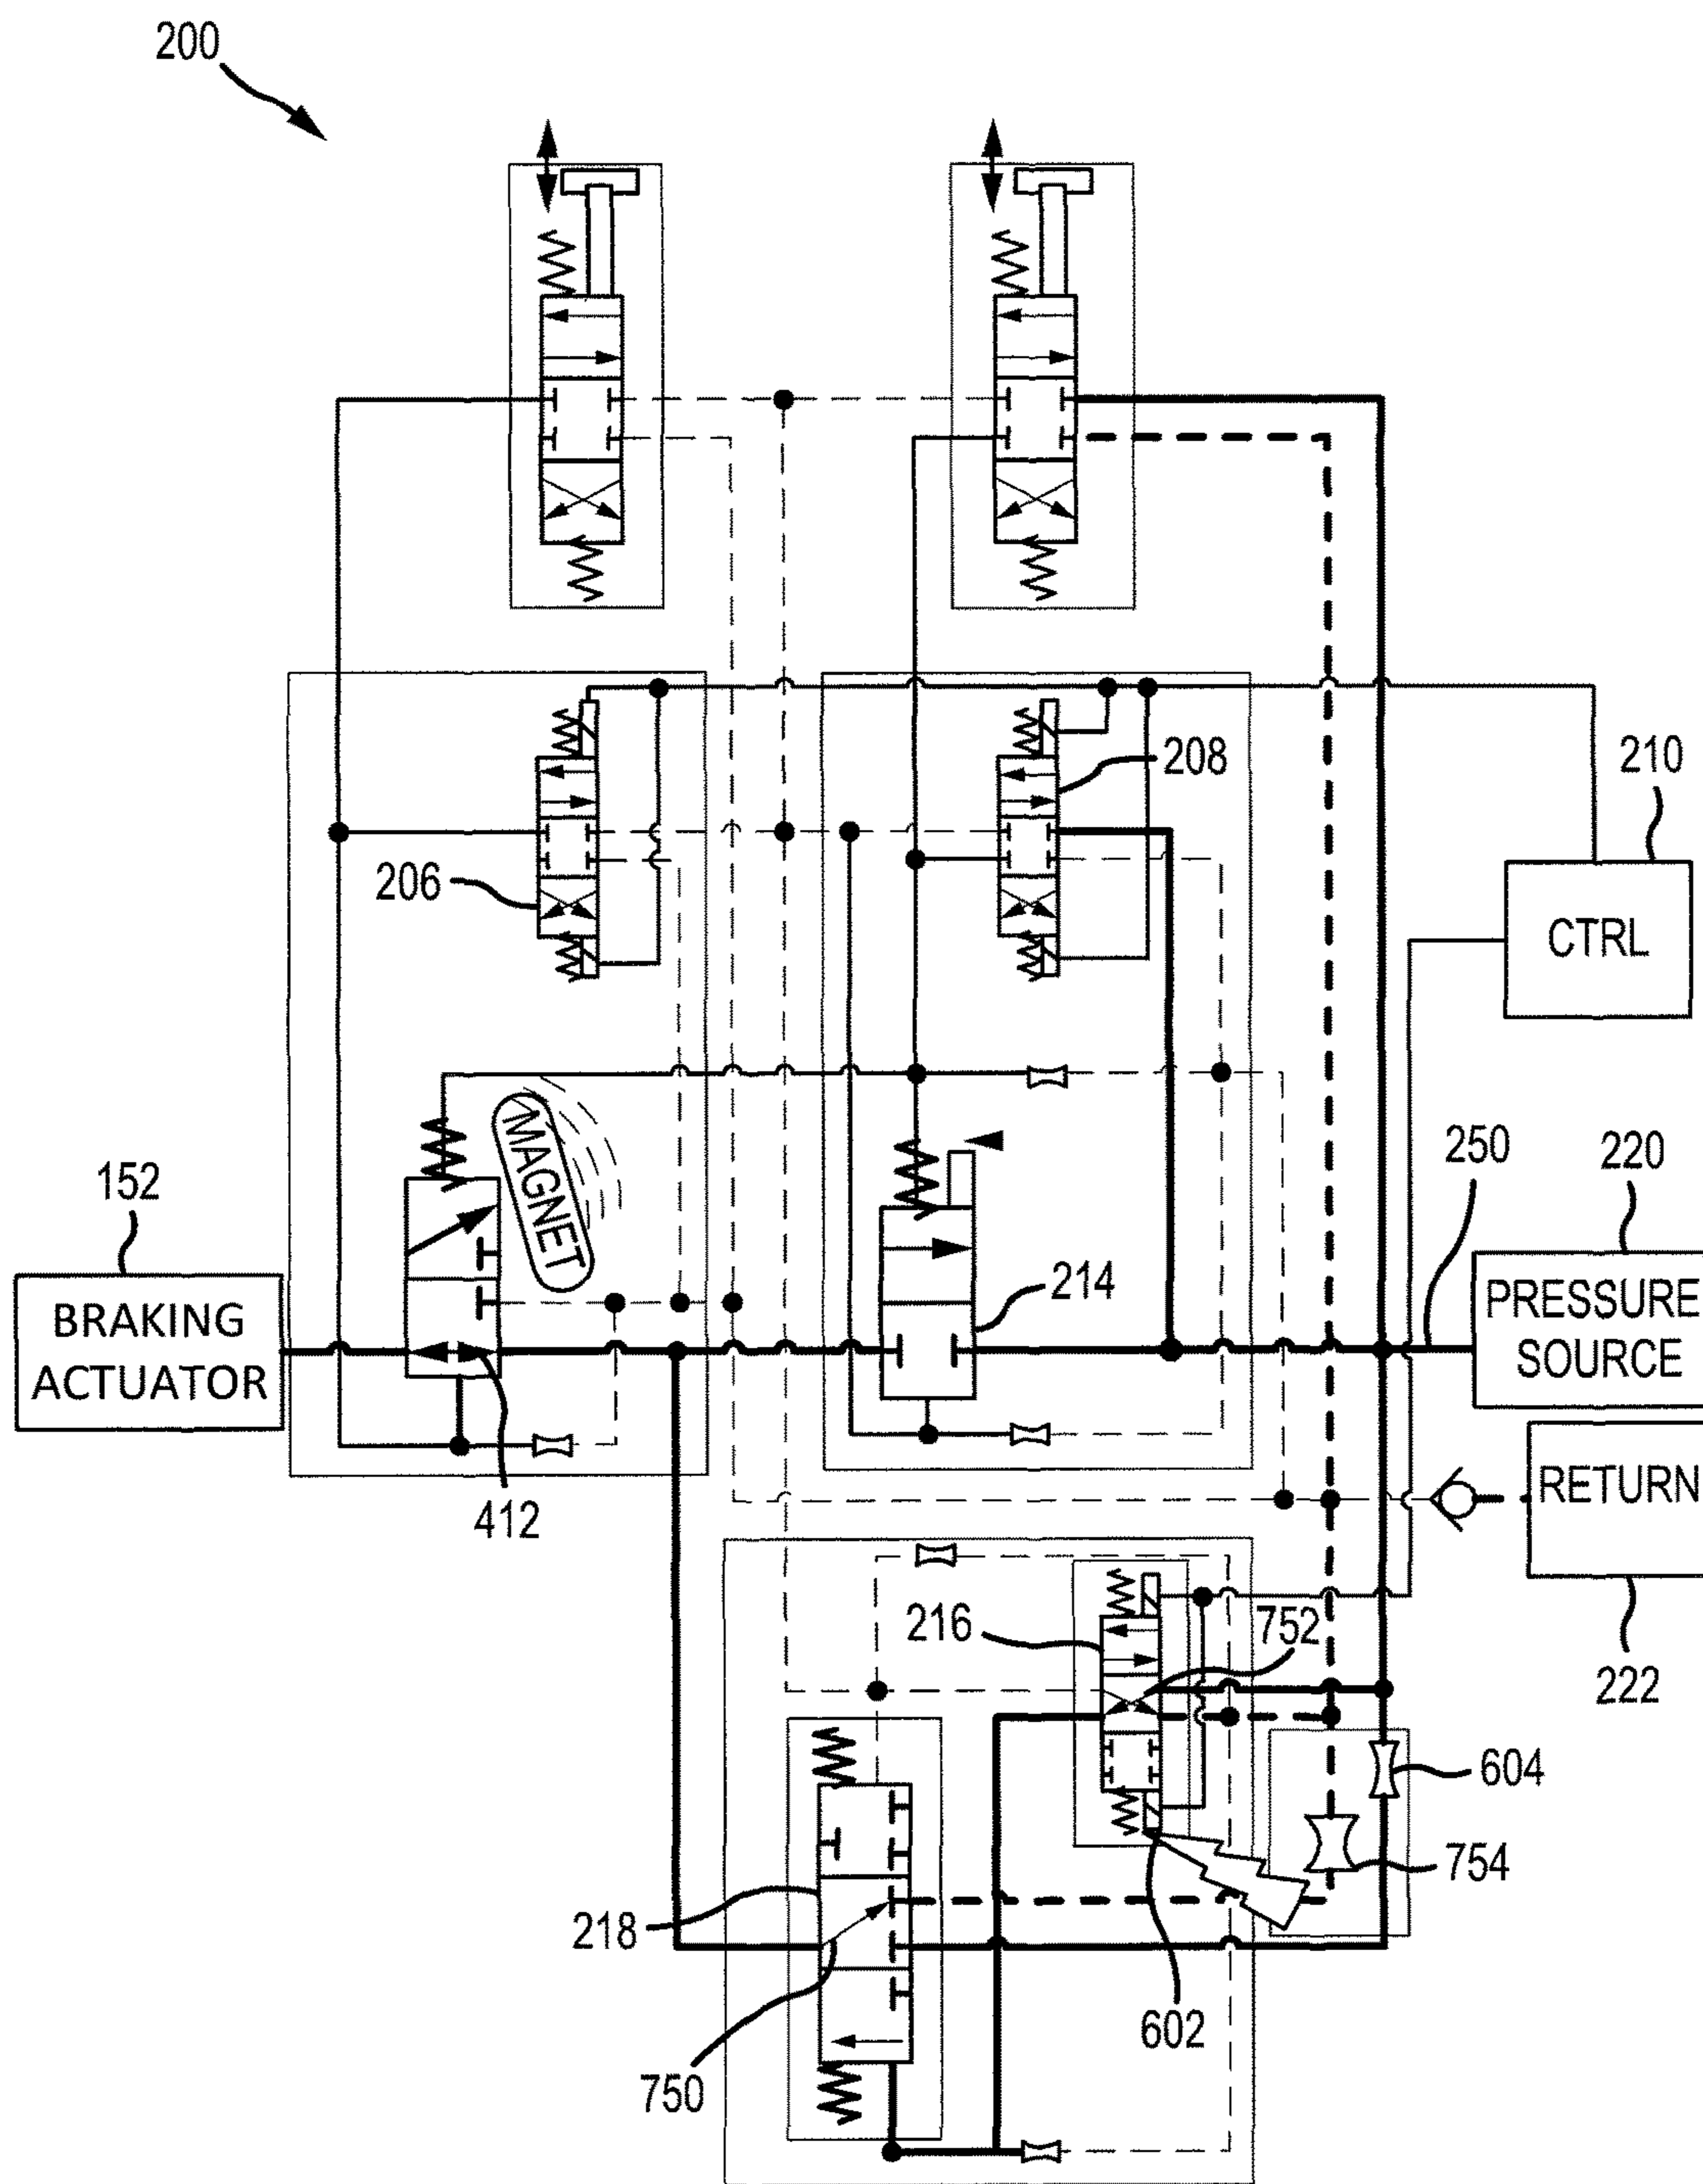 200
208
210
206
CTRL
MAGNET
152
250
220
BRAKING
ACTUATOR
214
PRESSURE
SOURCE
412
RETURN
216
752
222
604
754
218
602
750